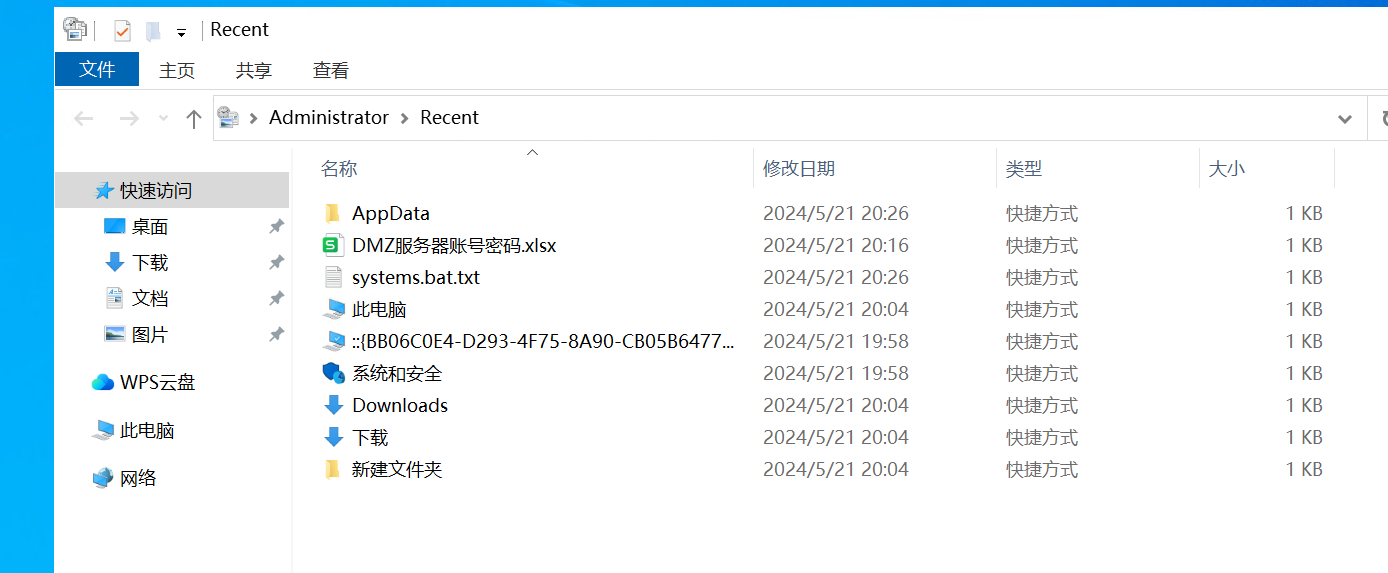 Recent
文件 主页 共享 查看
Administrator Recent
名称 修改日期 类型 大小
快速访问
桌面
下载
文档
图片
WPS云盘
此电脑
网络
AppData 2024/5/21 20:26 快捷方式 1 KB
DMZ服务器账号密码.xlsx 2024/5/21 20:16 快捷方式 1 KB
systems.bat.txt 2024/5/21 20:26 快捷方式 1 KB
此电脑 2024/5/21 20:04 快捷方式 1 KB
::{BB06C0E4-D293-4F75-8A90-CB05B6477... 2024/5/21 19:58 快捷方式 1 KB
系统和安全 2024/5/21 19:58 快捷方式 1 KB
Downloads 2024/5/21 20:04 快捷方式 1 KB
下载 2024/5/21 20:04 快捷方式 1 KB
新建文件夹 2024/5/21 20:04 快捷方式 1 KB